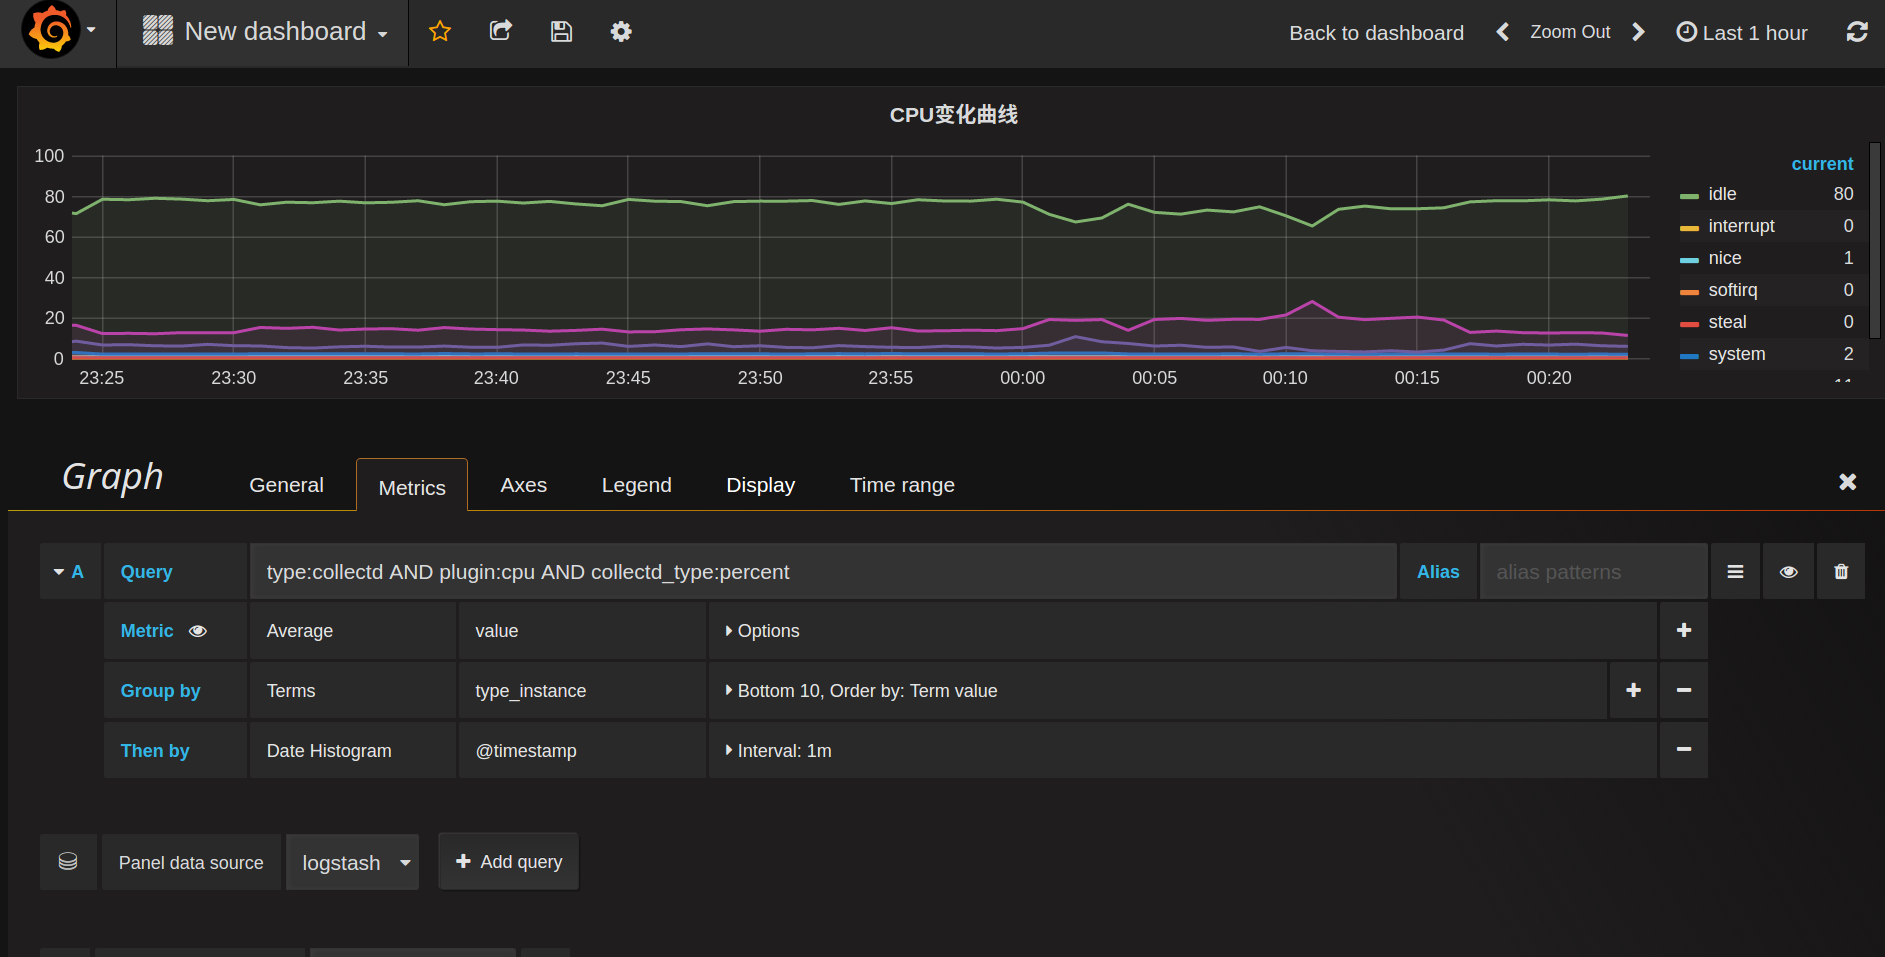 New dashboard
Back to dashboard
Zoom Out
Last 1 hour
CPU变化曲线
100
80
60
40
20
0
23:25
23:30
23:35
23:40
23:45
23:50
23:55
00:00
00:05
00:10
00:15
00:20
current
idle 80
interrupt 0
nice 1
softirq 0
steal 0
system 2
Graph
General
Metrics
Axes
Legend
Display
Time range
A
Query
type:collectd AND plugin:cpu AND collectd_type:percent
Alias
alias patterns
Metric
Average
value
Options
Group by
Terms
type_instance
Bottom 10, Order by: Term value
Then by
Date Histogram
@timestamp
Interval: 1m
Panel data source
logstash
Add query